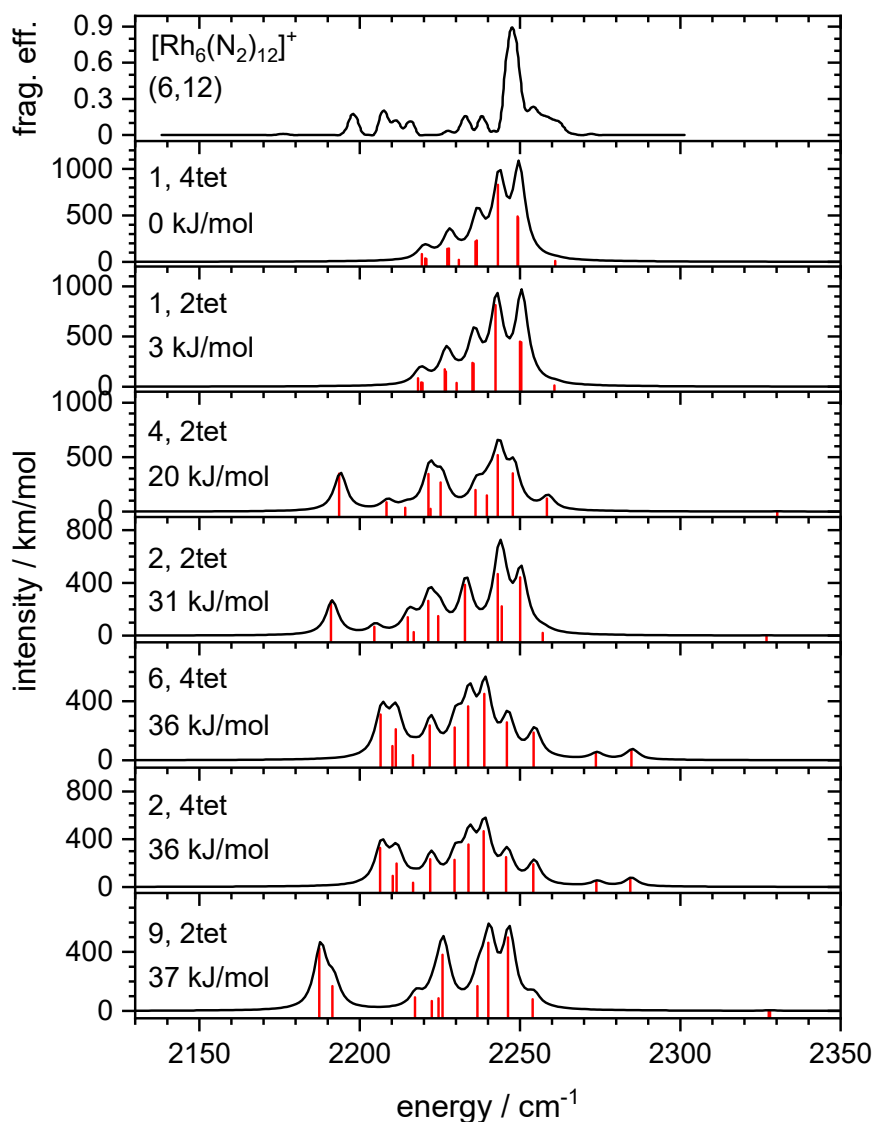 frag. eff.
0.9
0.6
0.3
0
[Rh₆(N₂)₁₂]⁺
(6,12)
intensity / km/mol
1000
500
0
1, 4tet
0 kJ/mol
1000
500
0
1, 2tet
3 kJ/mol
1000
500
0
4, 2tet
20 kJ/mol
800
400
0
2, 2tet
31 kJ/mol
400
0
6, 4tet
36 kJ/mol
800
400
0
2, 4tet
36 kJ/mol
400
0
9, 2tet
37 kJ/mol
2150 2200 2250 2300 2350
energy / cm⁻¹